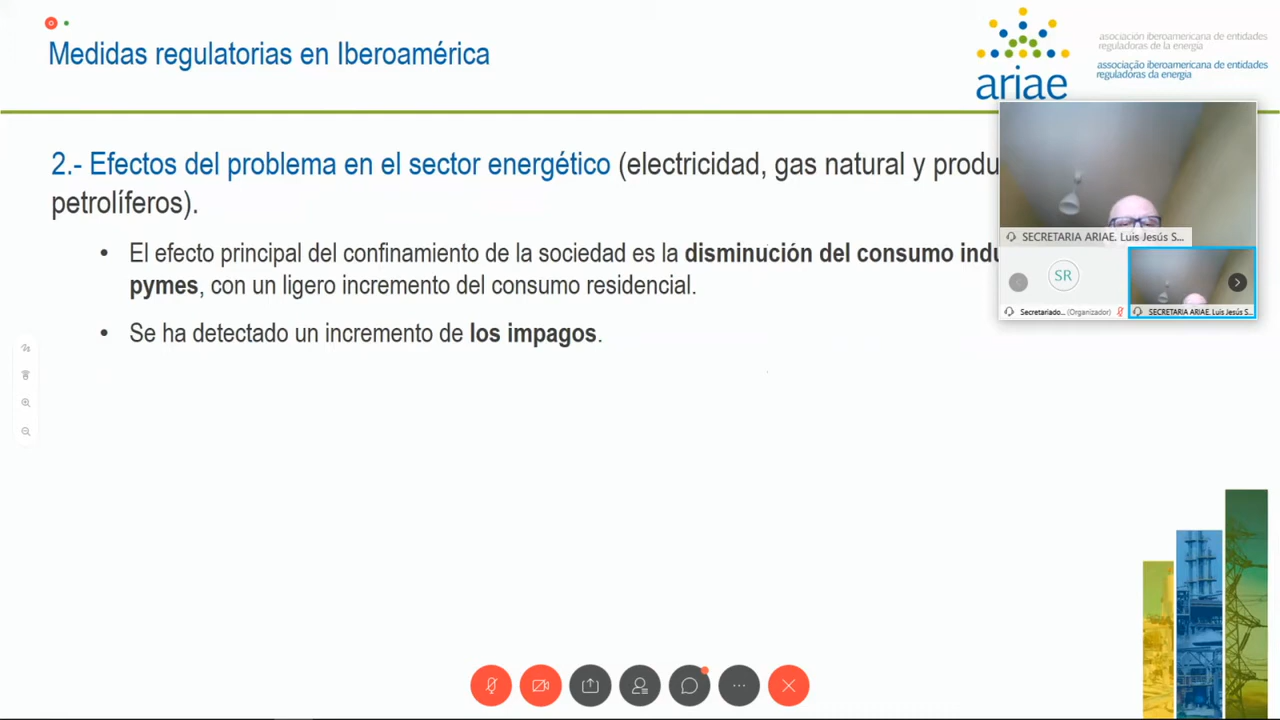 Medidas regulatorias en Iberoamérica
ariae
asociación iberoamericana de entidades
reguladoras de la energia
associação iberoamericana de entidades
reguladoras da energia
2.- Efectos del problema en el sector energético (electricidad, gas natural y produ
petrolíferos).
• El efecto principal del confinamiento de la sociedad es la disminución del consumo indu
pymes, con un ligero incremento del consumo residencial.
• Se ha detectado un incremento de los impagos.
SECRETARIA ARIAE. Luis Jesús S...
SR
Secretariado... (Organizador)
SECRETARIA ARIAE. Luis Jesús S...